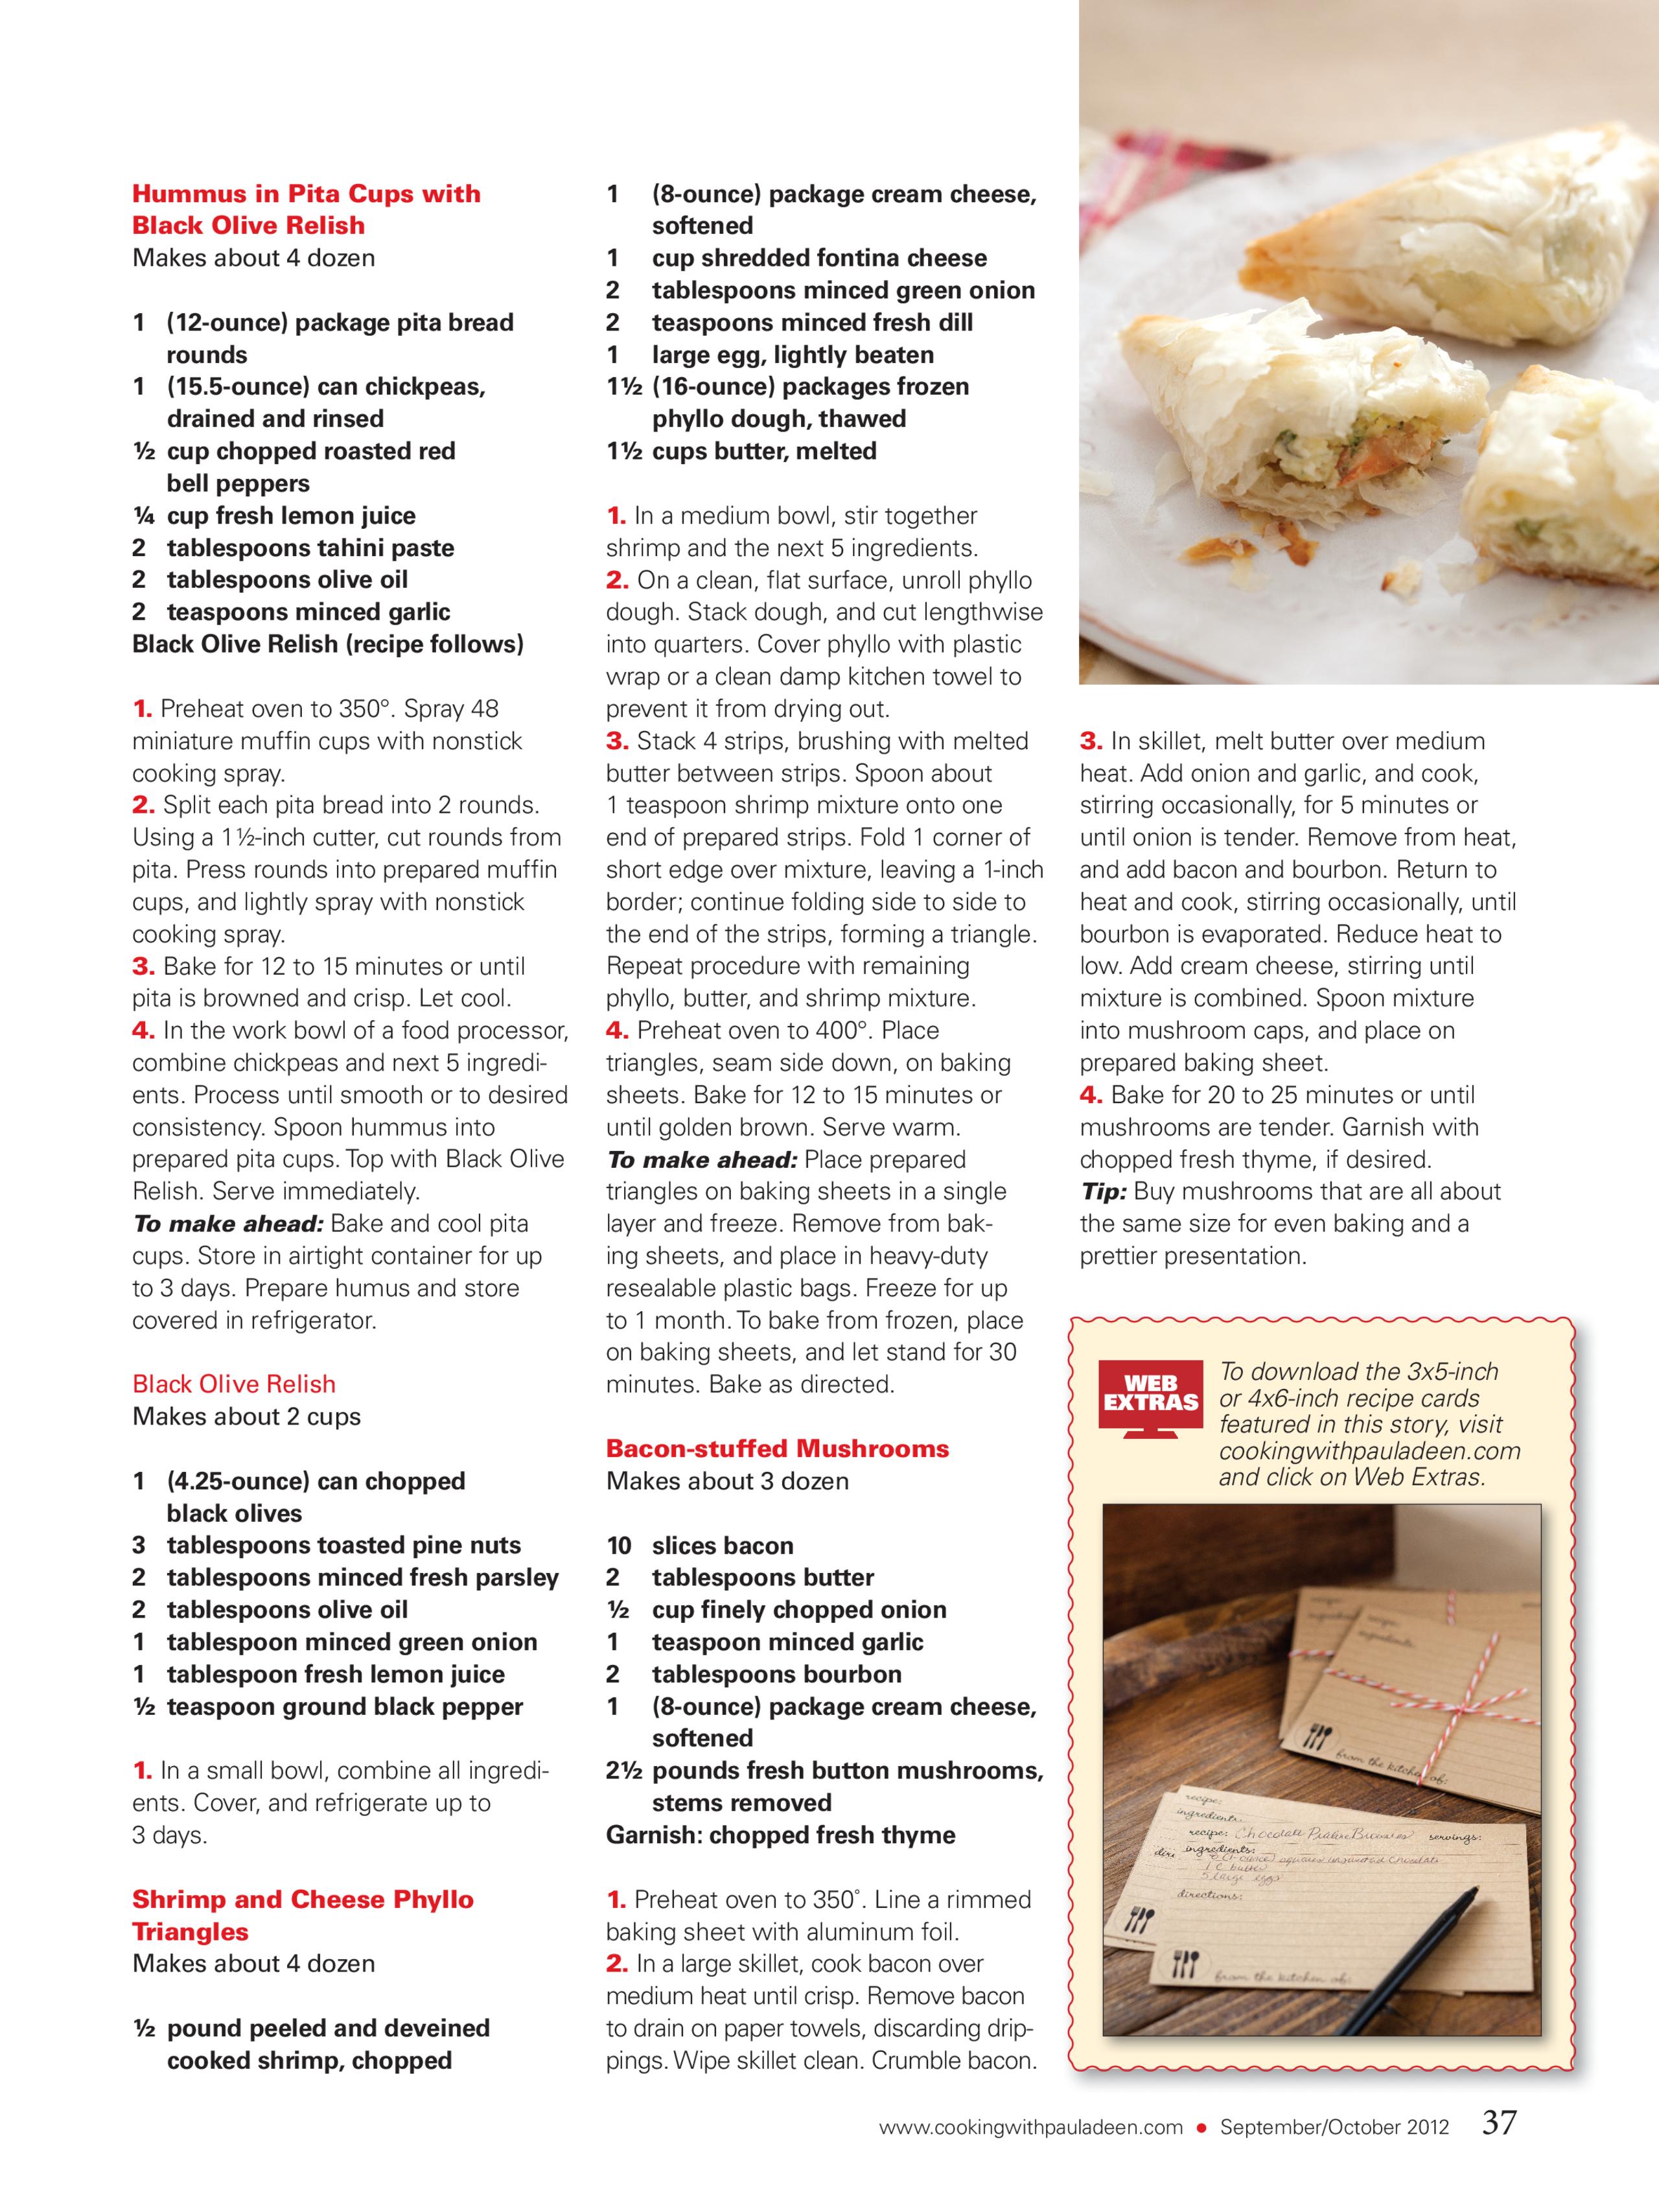 Hummus in Pita Cups with
Black Olive Relish
Makes about 4 dozen
1 (12-ounce) package pita bread
rounds
1 (15.5-ounce) can chickpeas,
drained and rinsed
½ cup chopped roasted red
bell peppers
¼ cup fresh lemon juice
2 tablespoons tahini paste
2 tablespoons olive oil
2 teaspoons minced garlic
Black Olive Relish (recipe follows)
1. Preheat oven to 350°. Spray 48
miniature muffin cups with nonstick
cooking spray.
2. Split each pita bread into 2 rounds.
Using a 1½-inch cutter, cut rounds from
pita. Press rounds into prepared muffin
cups, and lightly spray with nonstick
cooking spray.
3. Bake for 12 to 15 minutes or until
pita is browned and crisp. Let cool.
4. In the work bowl of a food processor,
combine chickpeas and next 5 ingredi-
ents. Process until smooth or to desired
consistency. Spoon hummus into
prepared pita cups. Top with Black Olive
Relish. Serve immediately.
To make ahead: Bake and cool pita
cups. Store in airtight container for up
to 3 days. Prepare humus and store
covered in refrigerator.
Black Olive Relish
Makes about 2 cups
1 (4.25-ounce) can chopped
black olives
3 tablespoons toasted pine nuts
2 tablespoons minced fresh parsley
2 tablespoons olive oil
1 tablespoon minced green onion
1 tablespoon fresh lemon juice
½ teaspoon ground black pepper
1. In a small bowl, combine all ingredi-
ents. Cover, and refrigerate up to
3 days.
Shrimp and Cheese Phyllo
Triangles
Makes about 4 dozen
½ pound peeled and deveined
cooked shrimp, chopped
1 (8-ounce) package cream cheese,
softened
1 cup shredded fontina cheese
2 tablespoons minced green onion
2 teaspoons minced fresh dill
1 large egg, lightly beaten
1½ (16-ounce) packages frozen
phyllo dough, thawed
1½ cups butter, melted
1. In a medium bowl, stir together
shrimp and the next 5 ingredients.
2. On a clean, flat surface, unroll phyllo
dough. Stack dough, and cut lengthwise
into quarters. Cover phyllo with plastic
wrap or a clean damp kitchen towel to
prevent it from drying out.
3. Stack 4 strips, brushing with melted
butter between strips. Spoon about
1 teaspoon shrimp mixture onto one
end of prepared strips. Fold 1 corner of
short edge over mixture, leaving a 1-inch
border; continue folding side to side to
the end of the strips, forming a triangle.
Repeat procedure with remaining
phyllo, butter, and shrimp mixture.
4. Preheat oven to 400°. Place
triangles, seam side down, on baking
sheets. Bake for 12 to 15 minutes or
until golden brown. Serve warm.
To make ahead: Place prepared
triangles on baking sheets in a single
layer and freeze. Remove from bak-
ing sheets, and place in heavy-duty
resealable plastic bags. Freeze for up
to 1 month. To bake from frozen, place
on baking sheets, and let stand for 30
minutes. Bake as directed.
Bacon-stuffed Mushrooms
Makes about 3 dozen
10 slices bacon
2 tablespoons butter
½ cup finely chopped onion
1 teaspoon minced garlic
2 tablespoons bourbon
1 (8-ounce) package cream cheese,
softened
2½ pounds fresh button mushrooms,
stems removed
Garnish: chopped fresh thyme
1. Preheat oven to 350˚. Line a rimmed
baking sheet with aluminum foil.
2. In a large skillet, cook bacon over
medium heat until crisp. Remove bacon
to drain on paper towels, discarding drip-
pings. Wipe skillet clean. Crumble bacon.
3. In skillet, melt butter over medium
heat. Add onion and garlic, and cook,
stirring occasionally, for 5 minutes or
until onion is tender. Remove from heat,
and add bacon and bourbon. Return to
heat and cook, stirring occasionally, until
bourbon is evaporated. Reduce heat to
low. Add cream cheese, stirring until
mixture is combined. Spoon mixture
into mushroom caps, and place on
prepared baking sheet.
4. Bake for 20 to 25 minutes or until
mushrooms are tender. Garnish with
chopped fresh thyme, if desired.
Tip: Buy mushrooms that are all about
the same size for even baking and a
prettier presentation.
WEB
EXTRAS
To download the 3x5-inch
or 4x6-inch recipe cards
featured in this story, visit
cookingwithpauladeen.com
and click on Web Extras.
from the kitchen of:
recipe:
ingredients:
recipe: Chocolate Praline Brownies servings:
ingredients:
squares unsweetened chocolate
1 c butter
5 large eggs
directions:
from the kitchen of:
www.cookingwithpauladeen.com • September/October 2012 37